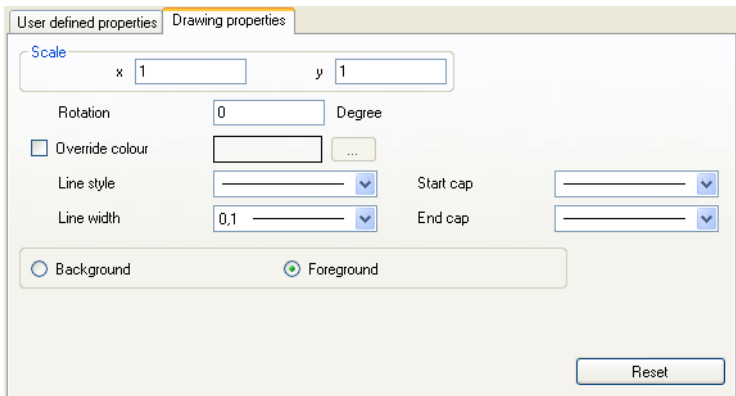 User defined properties Drawing properties
Scale
x 1 y 1
Rotation 0 Degree
Override colour ...
Line style Start cap
Line width 0,1 End cap
Background Foreground
Reset